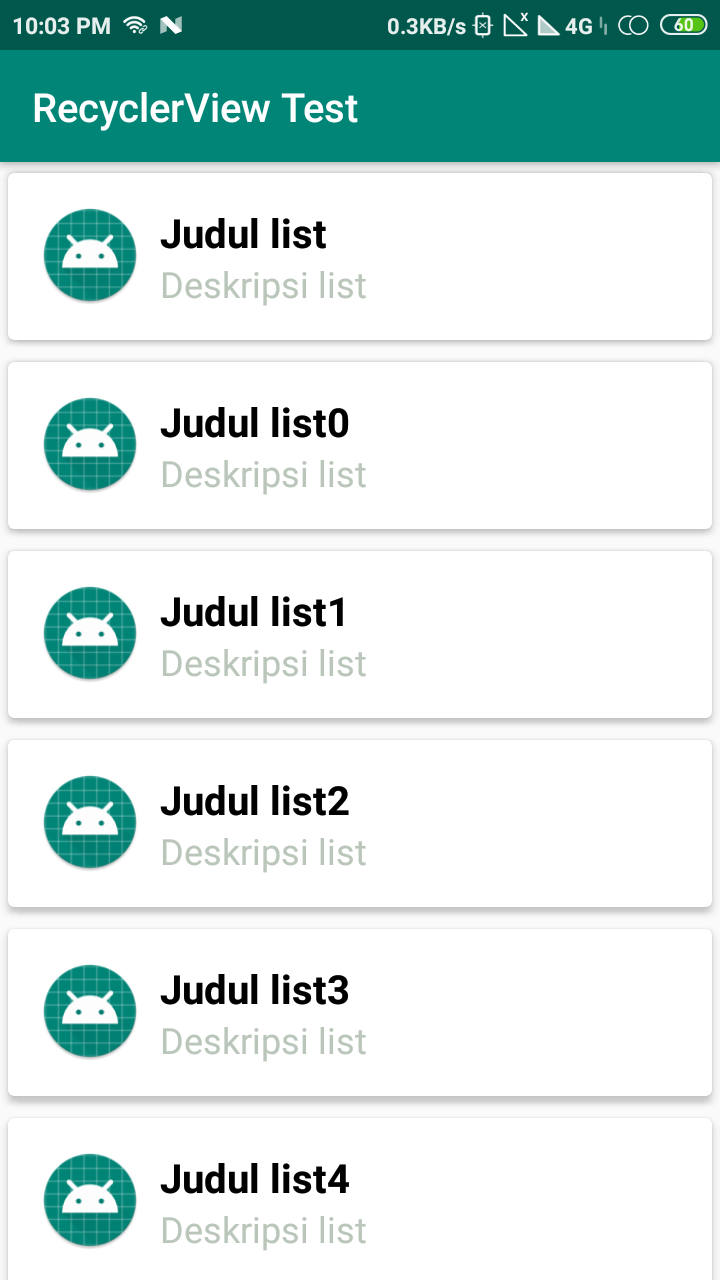 10:03 PM 0.3KB/s 4G 60
RecyclerView Test
Judul list
Deskripsi list
Judul list0
Deskripsi list
Judul list1
Deskripsi list
Judul list2
Deskripsi list
Judul list3
Deskripsi list
Judul list4
Deskripsi list